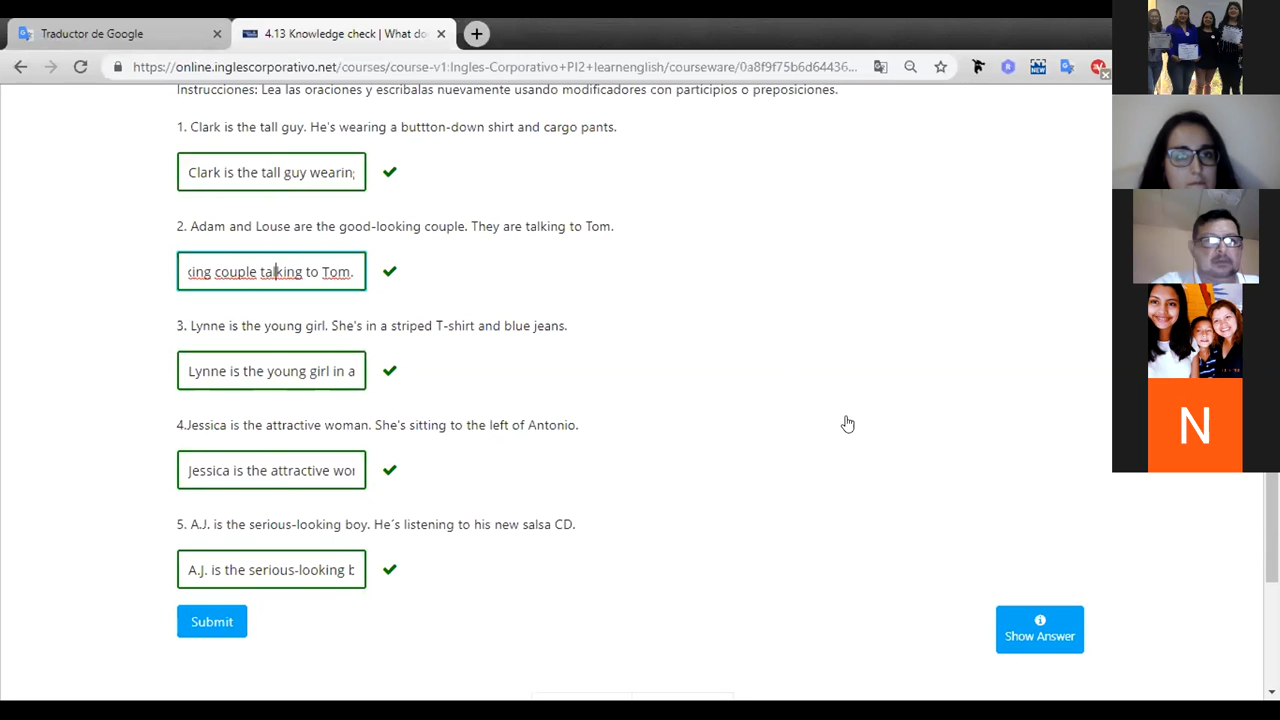 Traductor de Google
4.13 Knowledge check | What do
https://online.inglescorporativo.net/courses/course-v1:Ingles-Corporativo+PI2+learnenglish/courseware/0a8f9f75b6d64436...
NEW
Instrucciones: Lea las oraciones y escribalas nuevamente usando modificadores con participios o preposiciones.
1. Clark is the tall guy. He's wearing a buttton-down shirt and cargo pants.
Clark is the tall guy wearing
2. Adam and Louse are the good-looking couple. They are talking to Tom.
king couple talking to Tom.
3. Lynne is the young girl. She's in a striped T-shirt and blue jeans.
Lynne is the young girl in a
4.Jessica is the attractive woman. She's sitting to the left of Antonio.
Jessica is the attractive wo
5. A.J. is the serious-looking boy. He´s listening to his new salsa CD.
A.J. is the serious-looking b
Submit
Show Answer
N